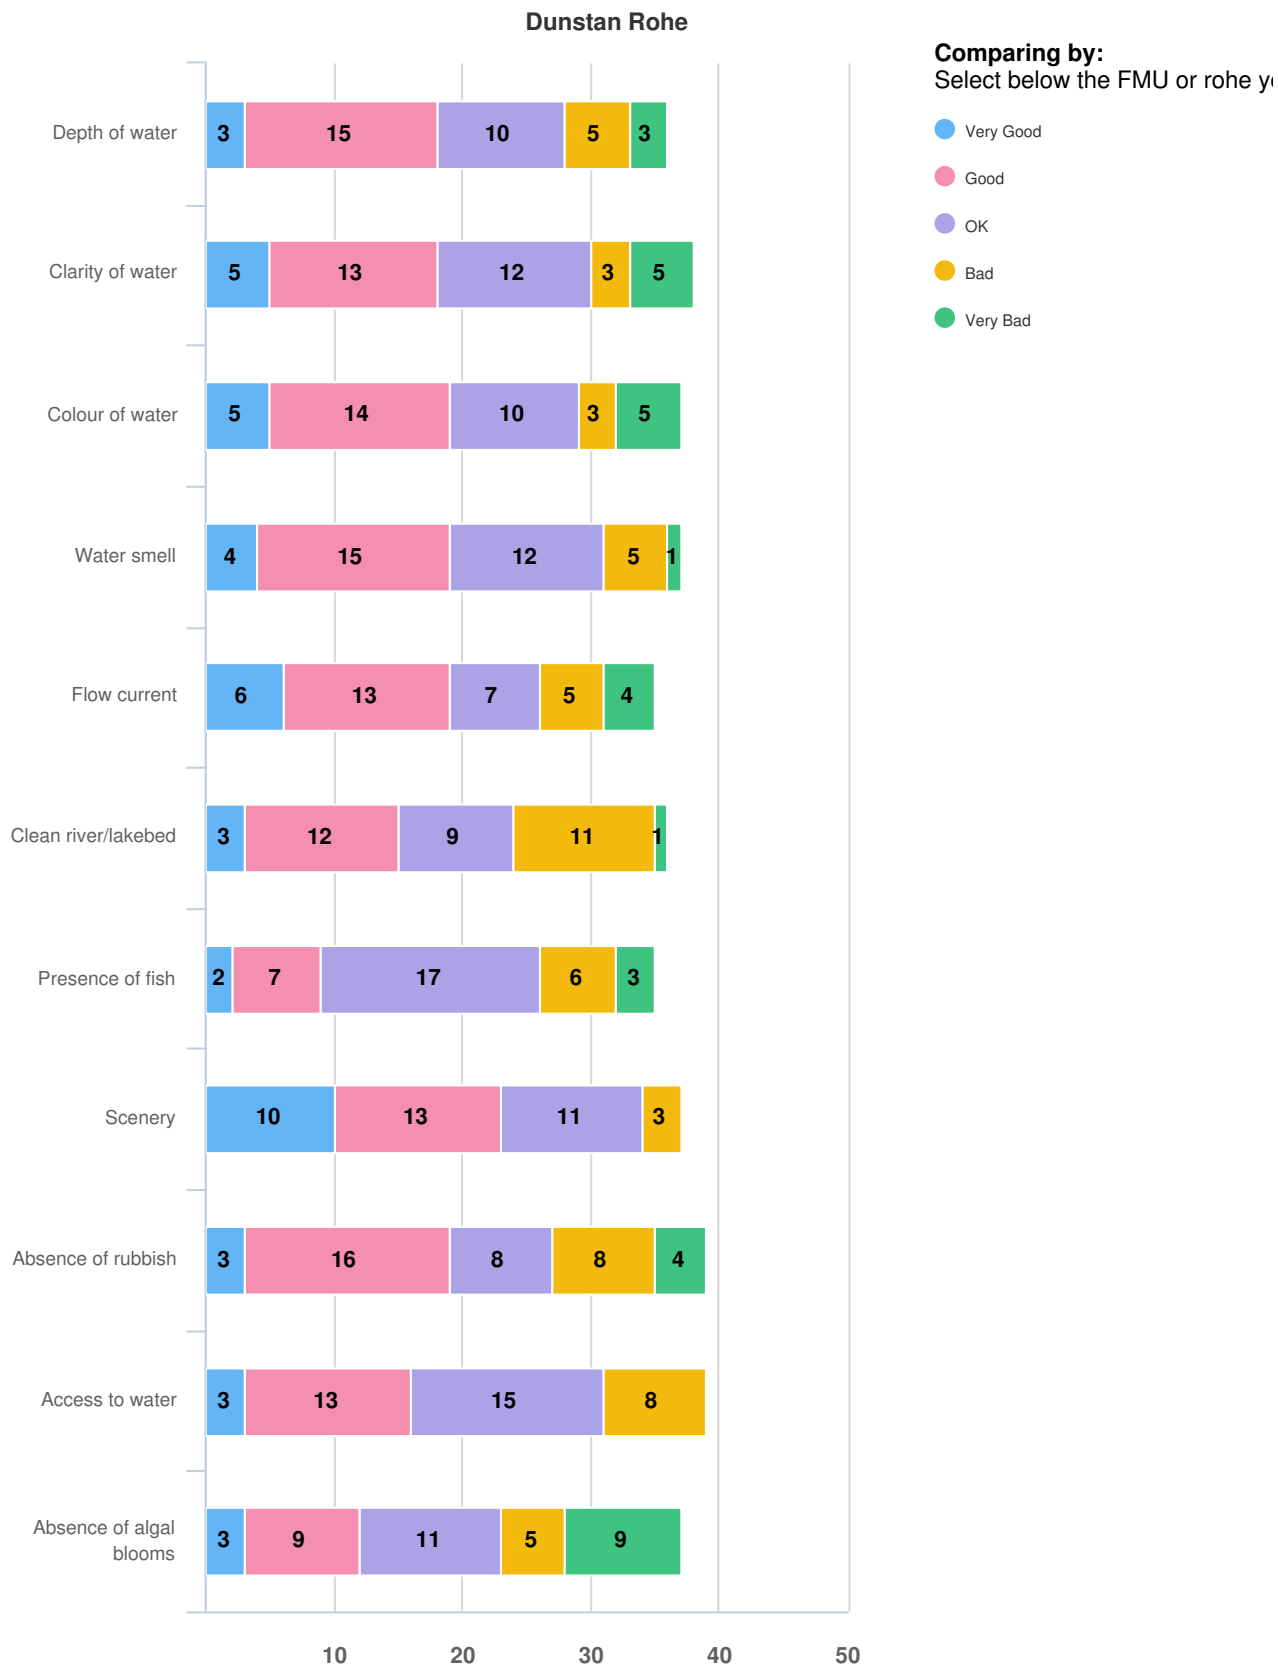 Dunstan Rohe
Comparing by:
Select below the FMU or rohe y
Very Good
Good
OK
Bad
Very Bad
Depth of water
3 15 10 5 3
Clarity of water
5 13 12 3 5
Colour of water
5 14 10 3 5
Water smell
4 15 12 5 1
Flow current
6 13 7 5 4
Clean river/lakebed
3 12 9 11 1
Presence of fish
2 7 17 6 3
Scenery
10 13 11 3
Absence of rubbish
3 16 8 8 4
Access to water
3 13 15 8
Absence of algal
blooms
3 9 11 5 9
10 20 30 40 50